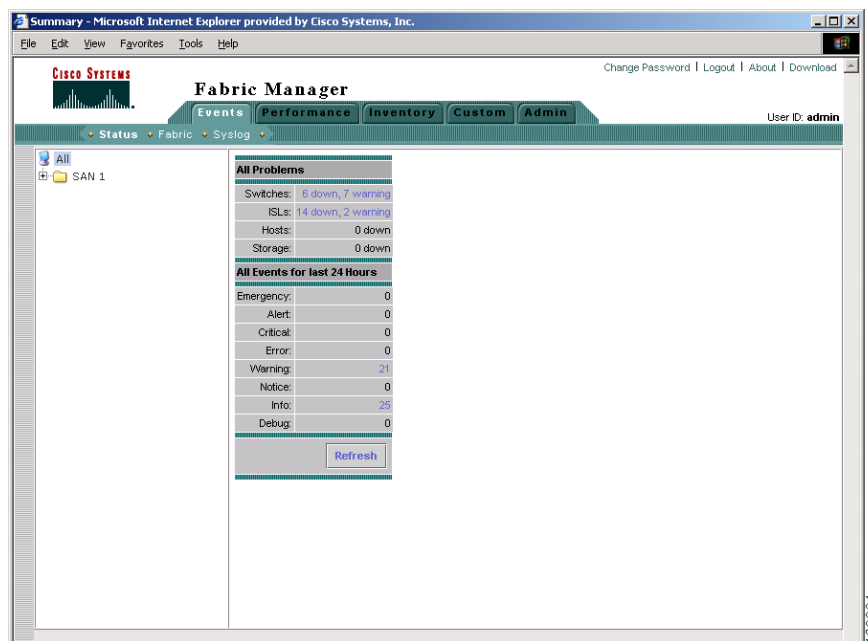 Summary - Microsoft Internet Explorer provided by Cisco Systems, Inc.
File Edit View Favorites Tools Help
CISCO SYSTEMS
Change Password | Logout | About | Download
Fabric Manager
Events Performance Inventory Custom Admin
User ID: admin
Status Fabric Syslog
All
SAN 1
All Problems
Switches: 6 down, 7 warning
ISLs: 14 down, 2 warning
Hosts: 0 down
Storage: 0 down
All Events for last 24 Hours
Emergency: 0
Alert: 0
Critical: 0
Error: 0
Warning: 21
Notice: 0
Info: 25
Debug: 0
Refresh